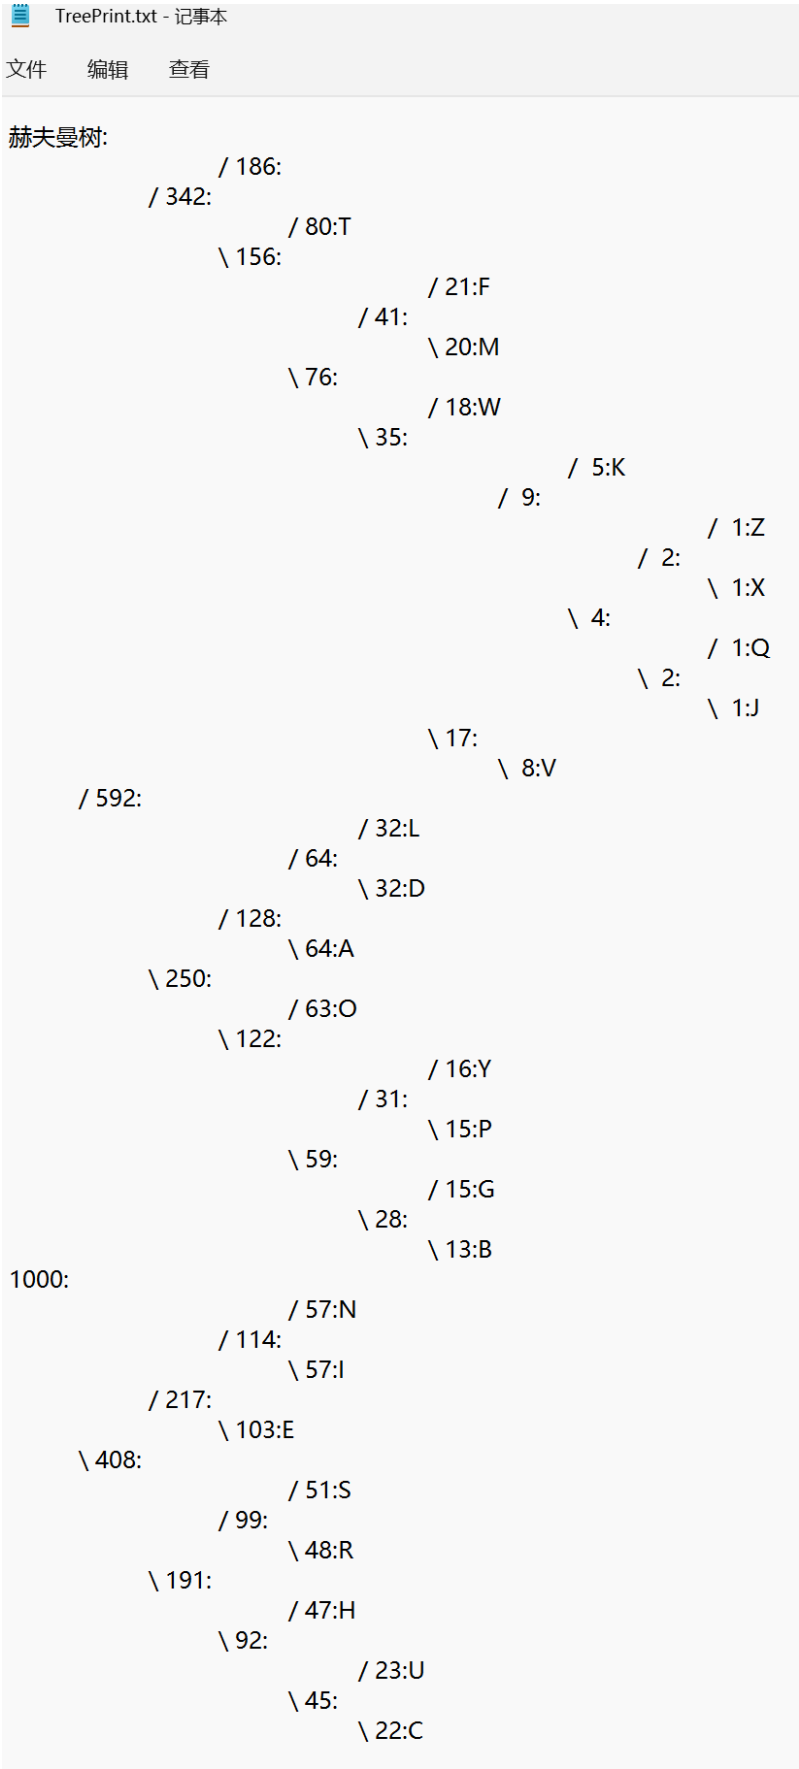 TreePrint.txt - 记事本
文件 编辑 查看
赫夫曼树:
/ 186:
/ 342:
/ 80:T
\ 156:
/ 21:F
/ 41:
\ 20:M
\ 76:
/ 18:W
\ 35:
/  5:K
/  9:
/  1:Z
/  2:
\  1:X
\  4:
/  1:Q
\  2:
\  1:J
\ 17:
\  8:V
/ 592:
/ 32:L
/ 64:
\ 32:D
/ 128:
\ 64:A
\ 250:
/ 63:O
\ 122:
/ 16:Y
/ 31:
\ 15:P
\ 59:
/ 15:G
\ 28:
\ 13:B
1000:
/ 57:N
/ 114:
\ 57:I
/ 217:
\ 103:E
\ 408:
/ 51:S
/ 99:
\ 48:R
\ 191:
/ 47:H
\ 92:
/ 23:U
\ 45:
\ 22:C